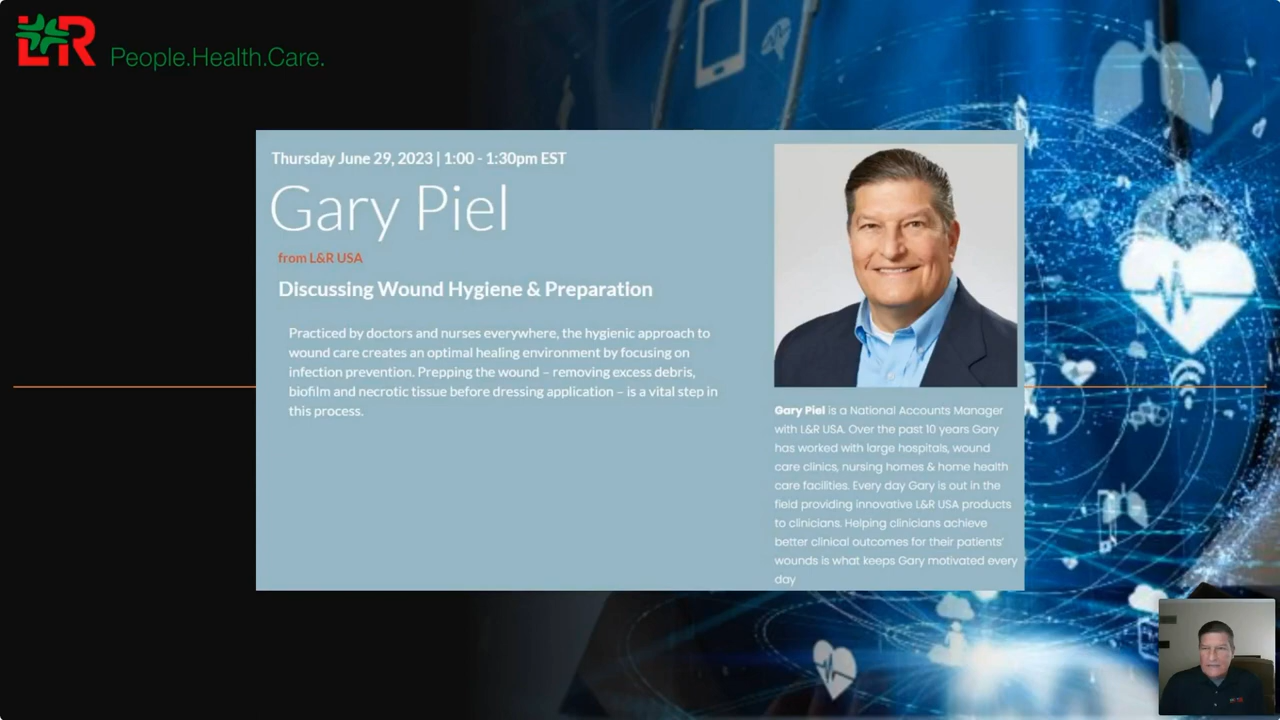 L&R People.Health.Care.
Thursday June 29, 2023 | 1:00 - 1:30pm EST
Gary Piel
from L&R USA
Discussing Wound Hygiene & Preparation
Practiced by doctors and nurses everywhere, the hygienic approach to
wound care creates an optimal healing environment by focusing on
infection prevention. Prepping the wound – removing excess debris,
biofilm and necrotic tissue before dressing application – is a vital step in
this process.
Gary Piel is a National Accounts Manager
with L&R USA. Over the past 10 years Gary
has worked with large hospitals, wound
care clinics, nursing homes & home health
care facilities. Every day Gary is out in the
field providing innovative L&R USA products
to clinicians. Helping clinicians achieve
better clinical outcomes for their patients'
wounds is what keeps Gary motivated every
day